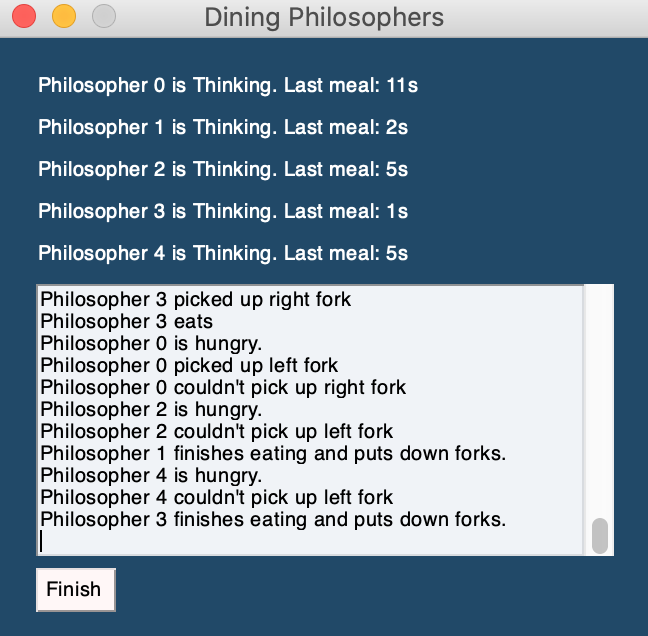 Dining Philosophers
Philosopher 0 is Thinking. Last meal: 11s
Philosopher 1 is Thinking. Last meal: 2s
Philosopher 2 is Thinking. Last meal: 5s
Philosopher 3 is Thinking. Last meal: 1s
Philosopher 4 is Thinking. Last meal: 5s
Philosopher 3 picked up right fork
Philosopher 3 eats
Philosopher 0 is hungry.
Philosopher 0 picked up left fork
Philosopher 0 couldn't pick up right fork
Philosopher 2 is hungry.
Philosopher 2 couldn't pick up left fork
Philosopher 1 finishes eating and puts down forks.
Philosopher 4 is hungry.
Philosopher 4 couldn't pick up left fork
Philosopher 3 finishes eating and puts down forks.
Finish